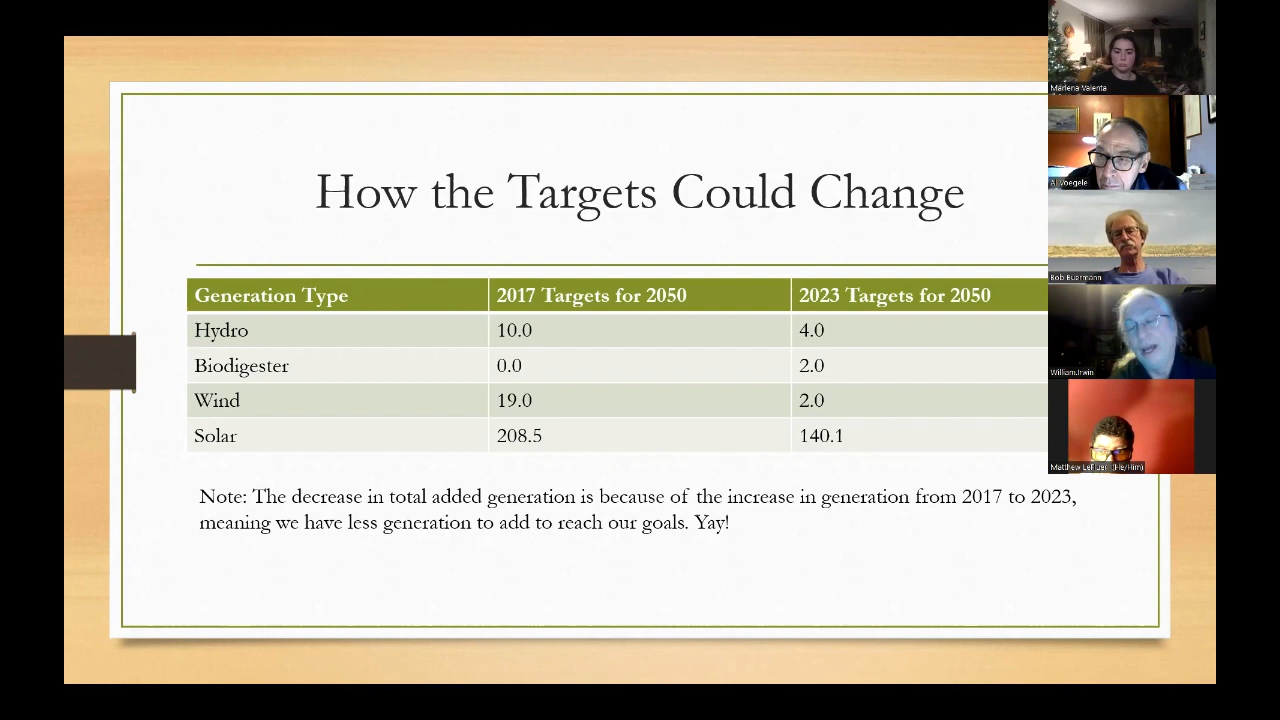 How the Targets Could Change
Generation Type 2017 Targets for 2050 2023 Targets for 2050
Hydro 10.0 4.0
Biodigester 0.0 2.0
Wind 19.0 2.0
Solar 208.5 140.1
Note: The decrease in total added generation is because of the increase in generation from 2017 to 2023,
meaning we have less generation to add to reach our goals. Yay!
Marlena Valenta
Al Voegele
Bob Buermann
William.Irwin
Matthew LeFluer (He/Him)